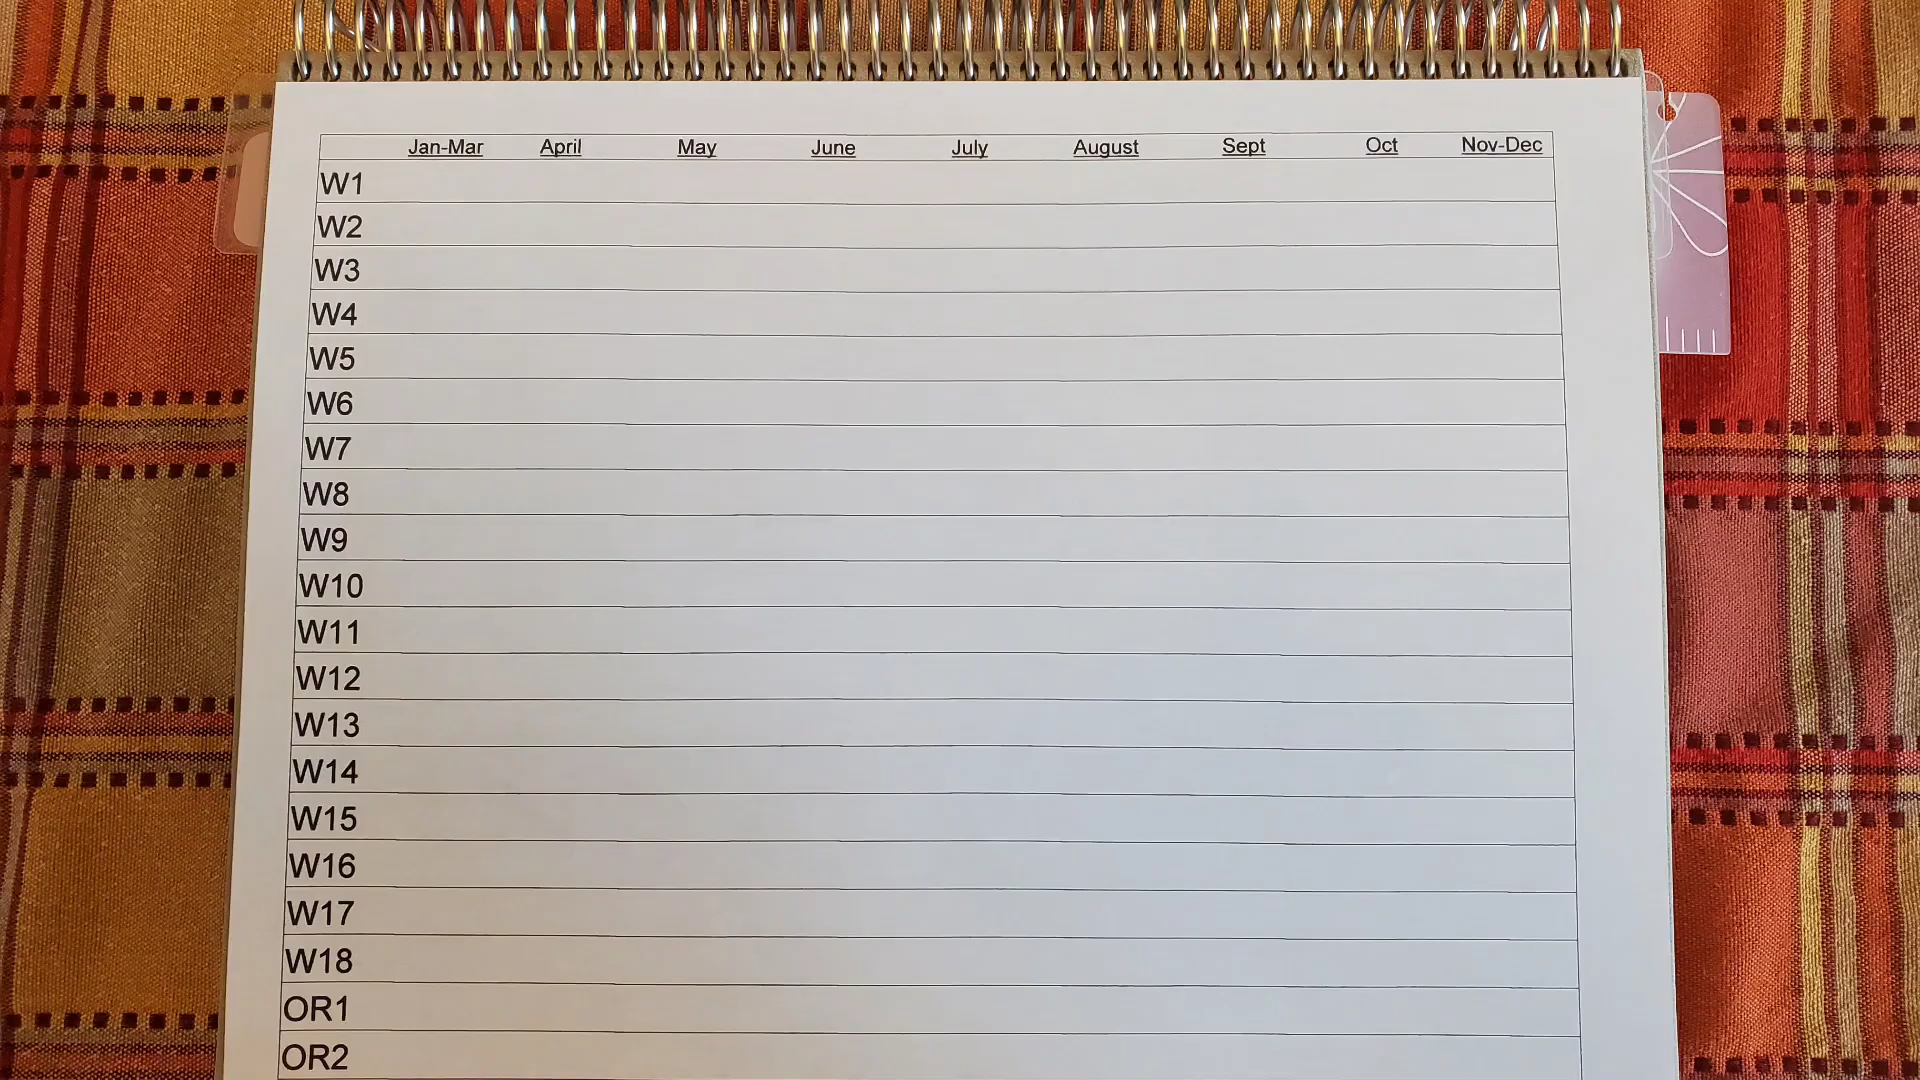 Jan-Mar April May June July August Sept Oct Nov-Dec
W1
W2
W3
W4
W5
W6
W7
W8
W9
W10
W11
W12
W13
W14
W15
W16
W17
W18
OR1
OR2